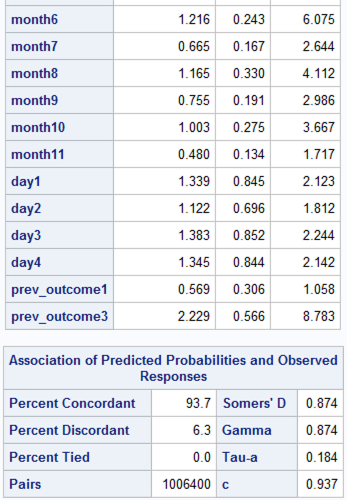 month6 1.216 0.243 6.075
month7 0.665 0.167 2.644
month8 1.165 0.330 4.112
month9 0.755 0.191 2.986
month10 1.003 0.275 3.667
month11 0.480 0.134 1.717
day1 1.339 0.845 2.123
day2 1.122 0.696 1.812
day3 1.383 0.852 2.244
day4 1.345 0.844 2.142
prev_outcome1 0.569 0.306 1.058
prev_outcome3 2.229 0.566 8.783
Association of Predicted Probabilities and Observed
Responses
Percent Concordant 93.7 Somers' D 0.874
Percent Discordant 6.3 Gamma 0.874
Percent Tied 0.0 Tau-a 0.184
Pairs 1006400 c 0.937